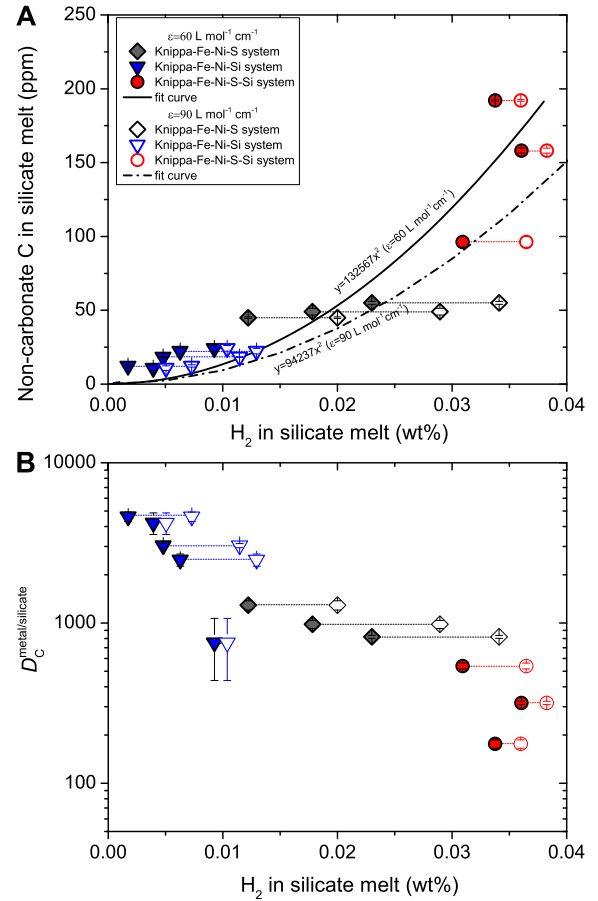 A
250
200
150
100
50
0
Non-carbonate C in silicate melt (ppm)
ε=60 L mol⁻¹ cm⁻¹
Knippa-Fe-Ni-S system
Knippa-Fe-Ni-Si system
Knippa-Fe-Ni-S-Si system
fit curve
ε=90 L mol⁻¹ cm⁻¹
Knippa-Fe-Ni-S system
Knippa-Fe-Ni-Si system
Knippa-Fe-Ni-S-Si system
fit curve
y=132567x² (ε=60 L mol⁻¹cm⁻¹)
y=94237x² (ε=90 L mol⁻¹cm⁻¹)
0.00 0.01 0.02 0.03 0.04
H₂ in silicate melt (wt%)
B
10000
1000
100
D_C^metal/silicate
0.00 0.01 0.02 0.03 0.04
H₂ in silicate melt (wt%)